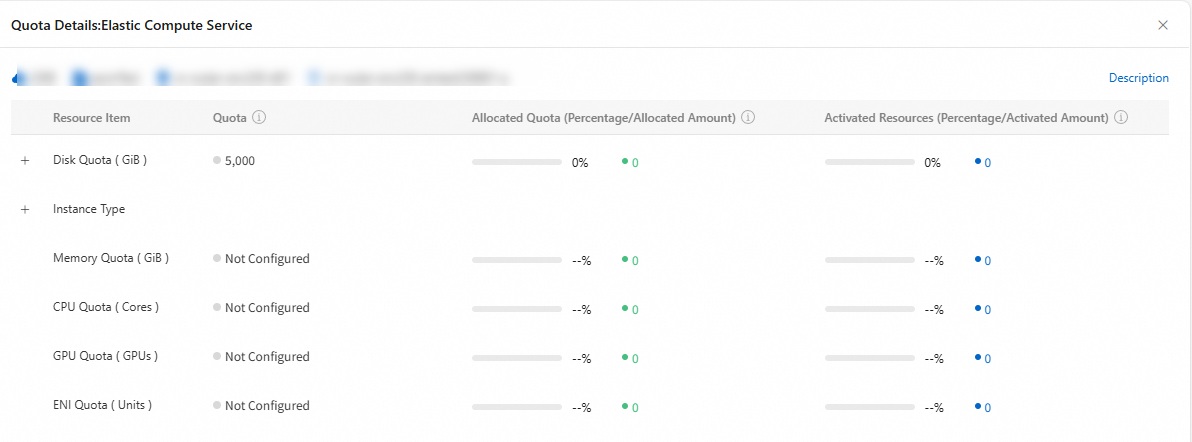 Quota Details:Elastic Compute Service
Description
Resource Item Quota Allocated Quota (Percentage/Allocated Amount) Activated Resources (Percentage/Activated Amount)
+ Disk Quota ( GiB ) 5,000 0% 0 0% 0
+ Instance Type
Memory Quota ( GiB ) Not Configured --% 0 --% 0
CPU Quota ( Cores ) Not Configured --% 0 --% 0
GPU Quota ( GPUs ) Not Configured --% 0 --% 0
ENI Quota ( Units ) Not Configured --% 0 --% 0